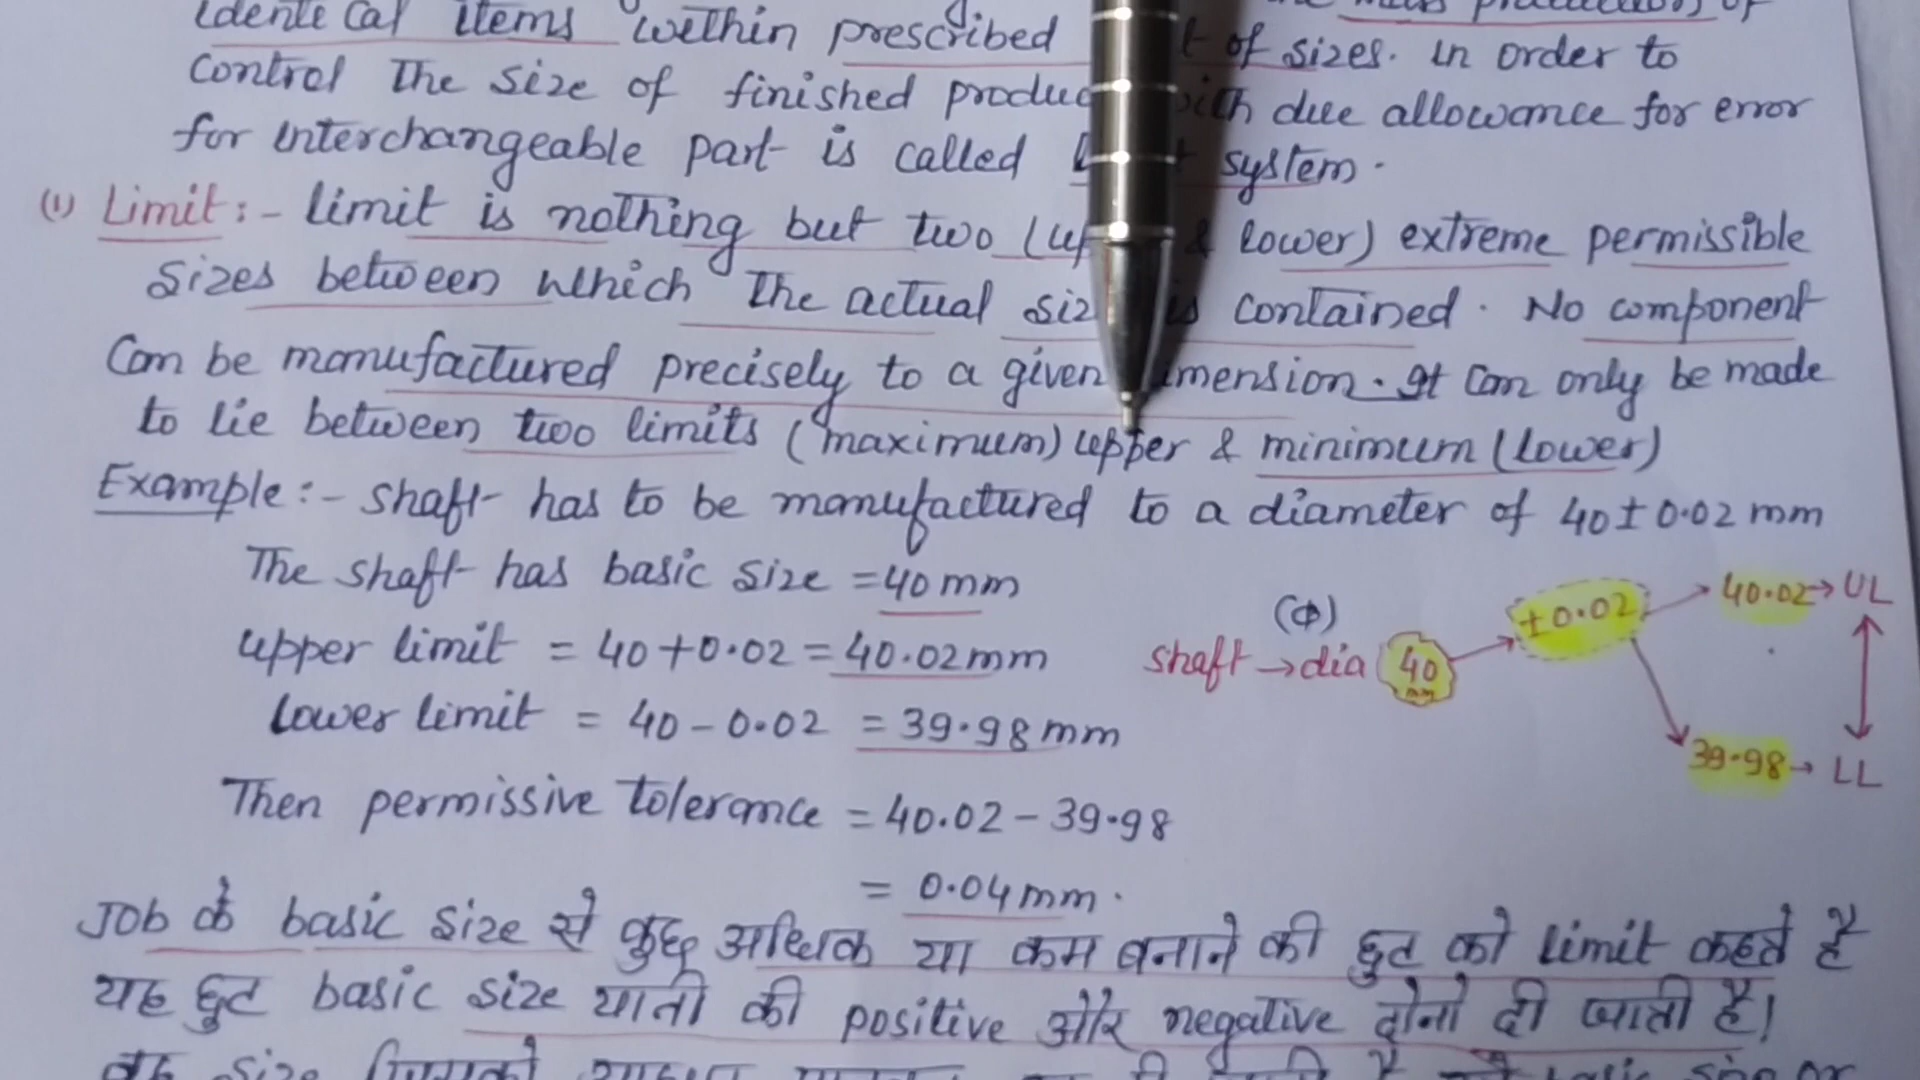 identical items within prescribed of sizes. in order to
control the size of finished with due allowance for error
for interchangeable part is called system.
(1) Limit :- limit is nothing but two & lower) extreme permissible
sizes between which the actual is contained. No component
can be manufactured precisely to a given It can only be made
to lie between two limits (maximum) upper & minimum (lower)
Example :- shaft has to be manufactured to a diameter of 40±0.02 mm
The shaft has basic size = 40 mm
upper limit = 40+0.02 = 40.02mm
lower limit = 40-0.02 = 39.98 mm
(Φ)
shaft → dia 40 mm
±0.02
40.02 → UL
39.98 → LL
Then permissive tolerance = 40.02 - 39.98
= 0.04 mm.
Job के basic size से कुछ अधिक या कम बनाने की छुट को limit कहते है
यह छुट basic size याती की positive और negative दोनो दी जाती है।
वह size जिसको